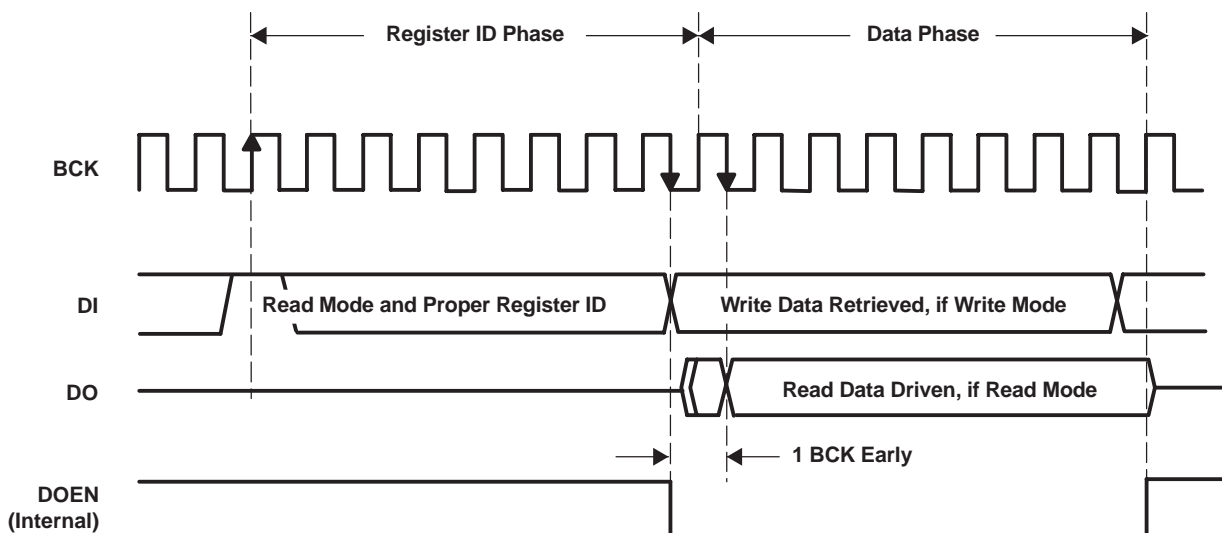 Register ID Phase
Data Phase
BCK
DI
Read Mode and Proper Register ID
Write Data Retrieved, if Write Mode
DO
Read Data Driven, if Read Mode
1 BCK Early
DOEN
(Internal)